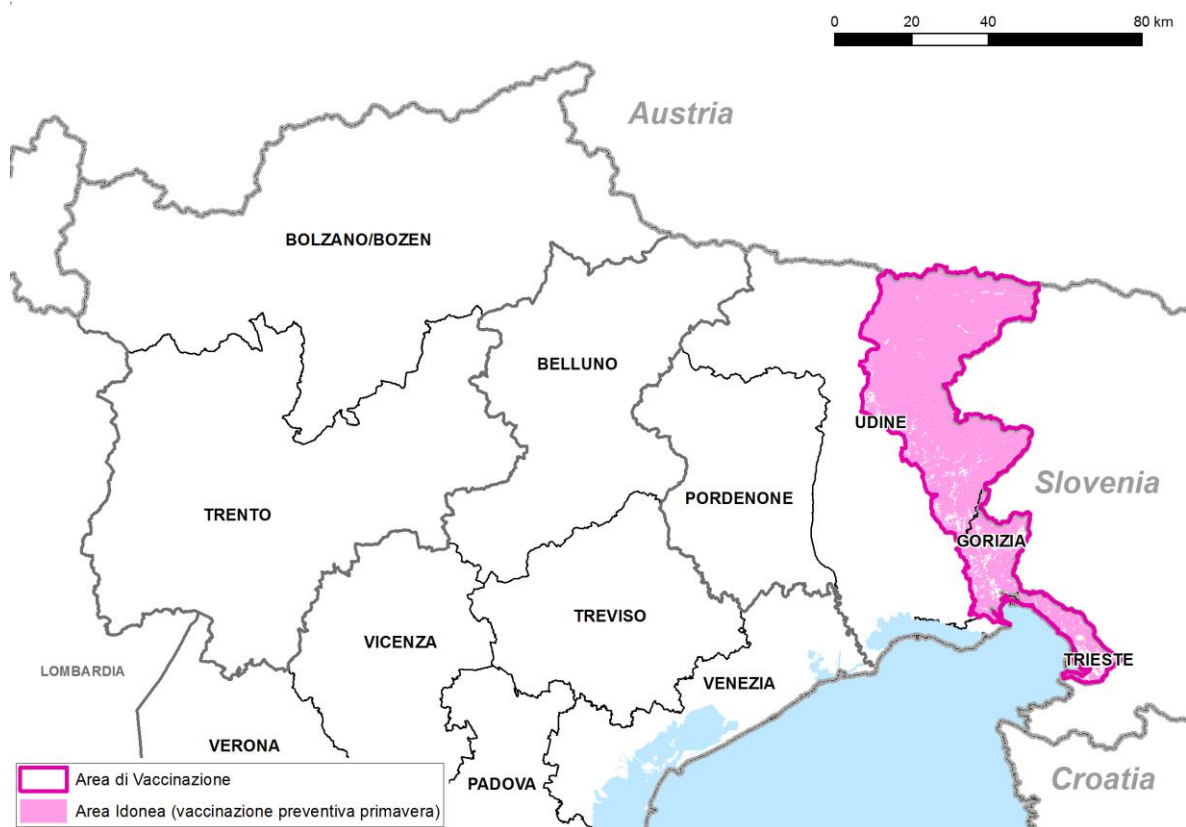 0 20 40 80 km
Austria
BOLZANO/BOZEN
BELLUNO
UDINE
Slovenia
PORDENONE
TRENTO
GORIZIA
TREVISO
VICENZA
TRIESTE
LOMBARDIA
VENEZIA
VERONA
PADOVA
Croatia
Area di Vaccinazione
Area Idonea (vaccinazione preventiva primavera)